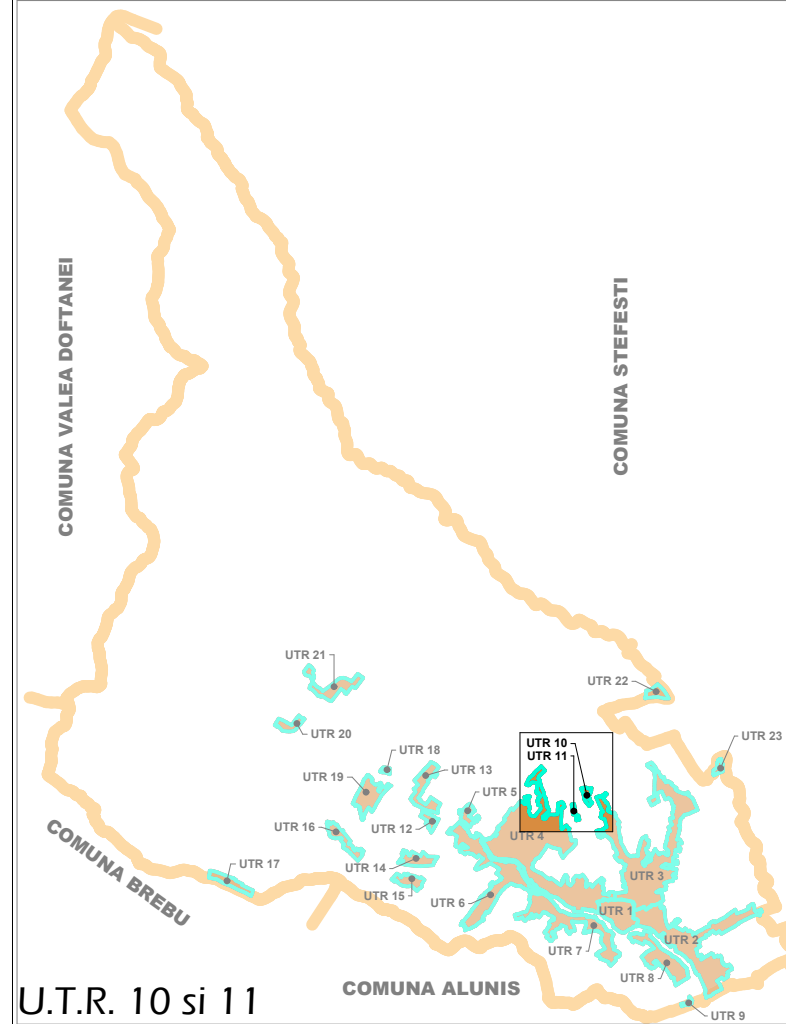 COMUNA VALEA DOFTANEI
COMUNA STEFESTI
UTR 21
UTR 22
UTR 20
UTR 10
UTR 11
UTR 23
UTR 18
UTR 13
UTR 19
UTR 5
UTR 12
UTR 16
UTR 4
UTR 14
UTR 17
UTR 15
UTR 3
UTR 6
UTR 1
UTR 7
UTR 2
UTR 8
UTR 9
COMUNA BREBU
COMUNA ALUNIS
U.T.R. 10 si 11